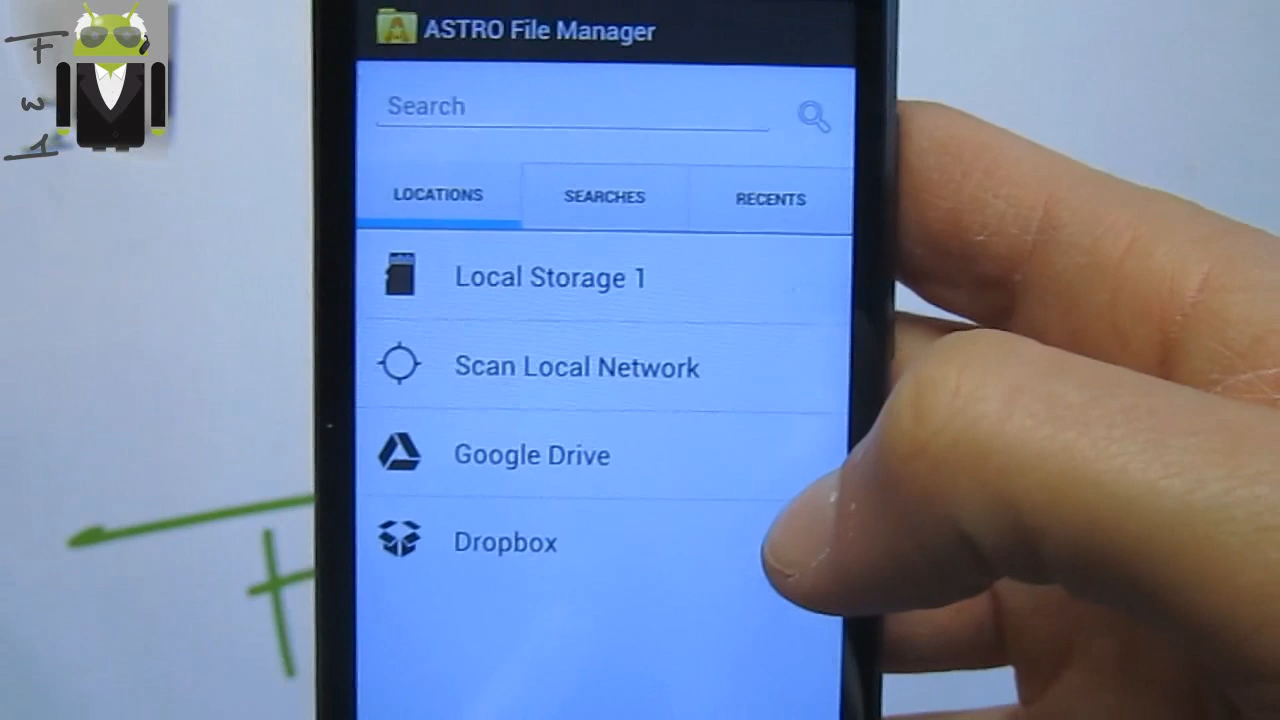 ASTRO File Manager
Search
LOCATIONS
SEARCHES
RECENTS
Local Storage 1
Scan Local Network
Google Drive
Dropbox